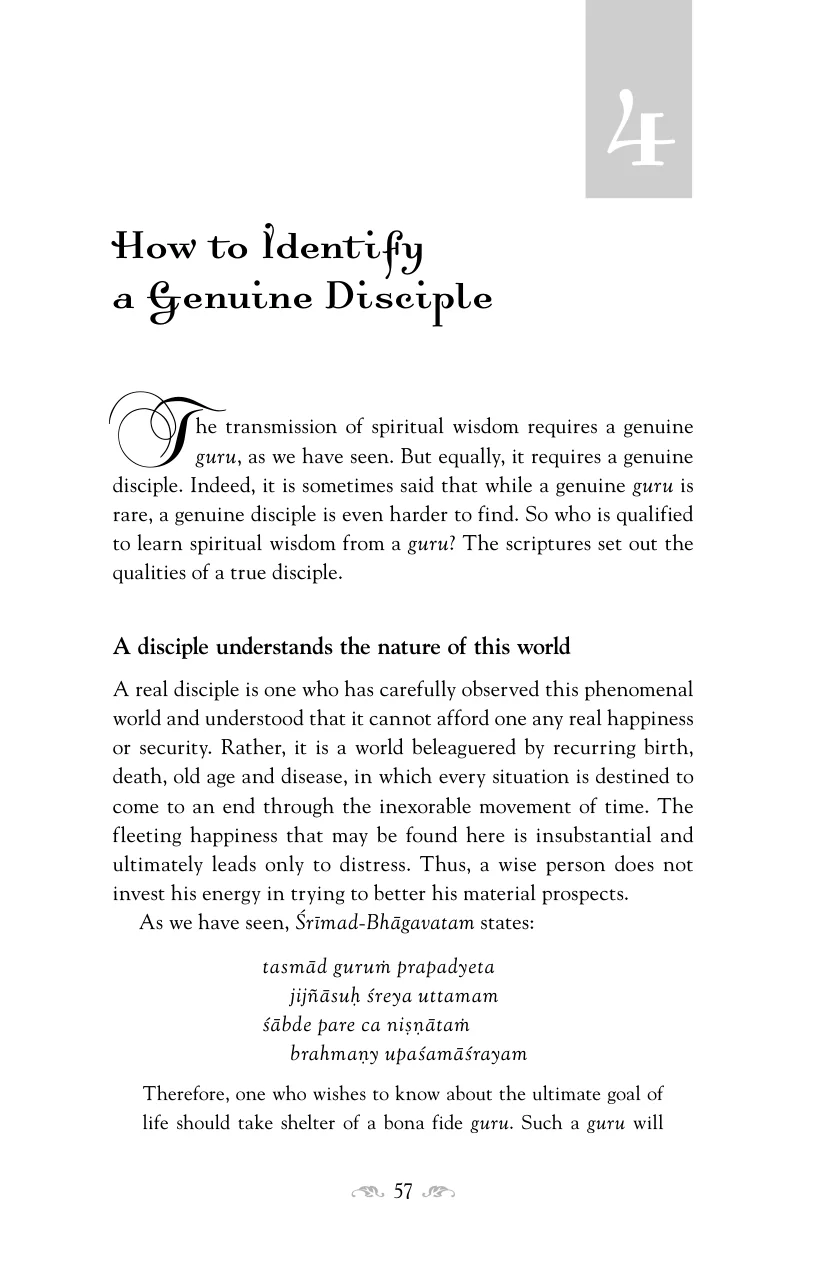 4
How to Identify
a Genuine Disciple
The transmission of spiritual wisdom requires a genuine
guru, as we have seen. But equally, it requires a genuine
disciple. Indeed, it is sometimes said that while a genuine guru is
rare, a genuine disciple is even harder to find. So who is qualified
to learn spiritual wisdom from a guru? The scriptures set out the
qualities of a true disciple.
A disciple understands the nature of this world
A real disciple is one who has carefully observed this phenomenal
world and understood that it cannot afford one any real happiness
or security. Rather, it is a world beleaguered by recurring birth,
death, old age and disease, in which every situation is destined to
come to an end through the inexorable movement of time. The
fleeting happiness that may be found here is insubstantial and
ultimately leads only to distress. Thus, a wise person does not
invest his energy in trying to better his material prospects.
As we have seen, Śrīmad-Bhāgavatam states:
tasmād guruṁ prapadyeta
jijñāsuḥ śreya uttamam
śābde pare ca niṣṇātaṁ
brahmaṇy upaśamāśrayam
Therefore, one who wishes to know about the ultimate goal of
life should take shelter of a bona fide guru. Such a guru will
57